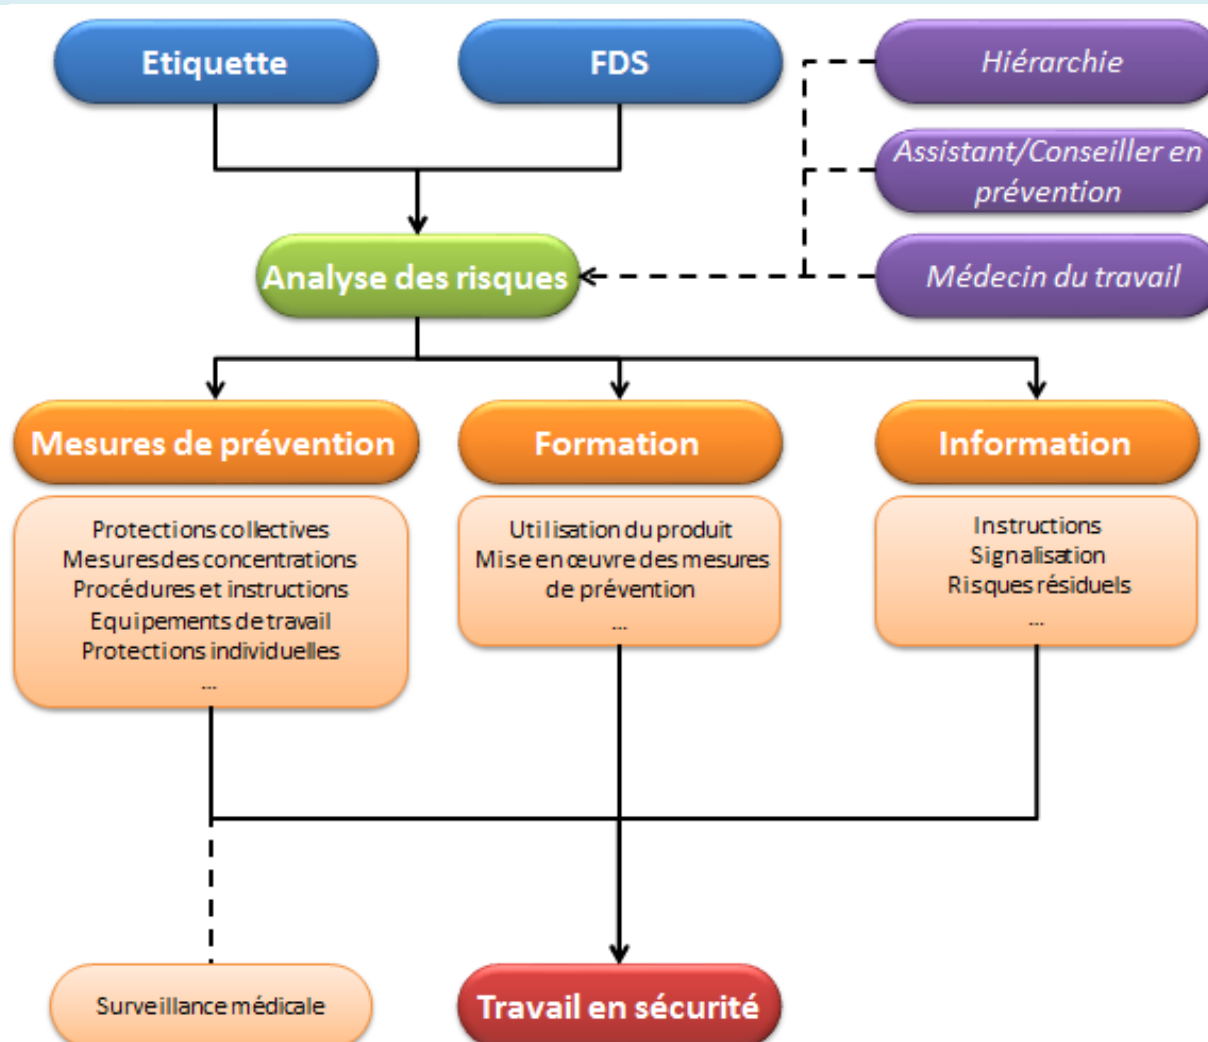 Etiquette
FDS
Hiérarchie
Assistant/Conseiller en
prévention
Analyse des risques
Médecin du travail
Mesures de prévention
Formation
Information
Protections collectives
Mesures des concentrations
Procédures et instructions
Equipements de travail
Protections individuelles
...
Utilisation du produit
Mise en œuvre des mesures
de prévention
...
Instructions
Signalisation
Risques résiduels
...
Surveillance médicale
Travail en sécurité